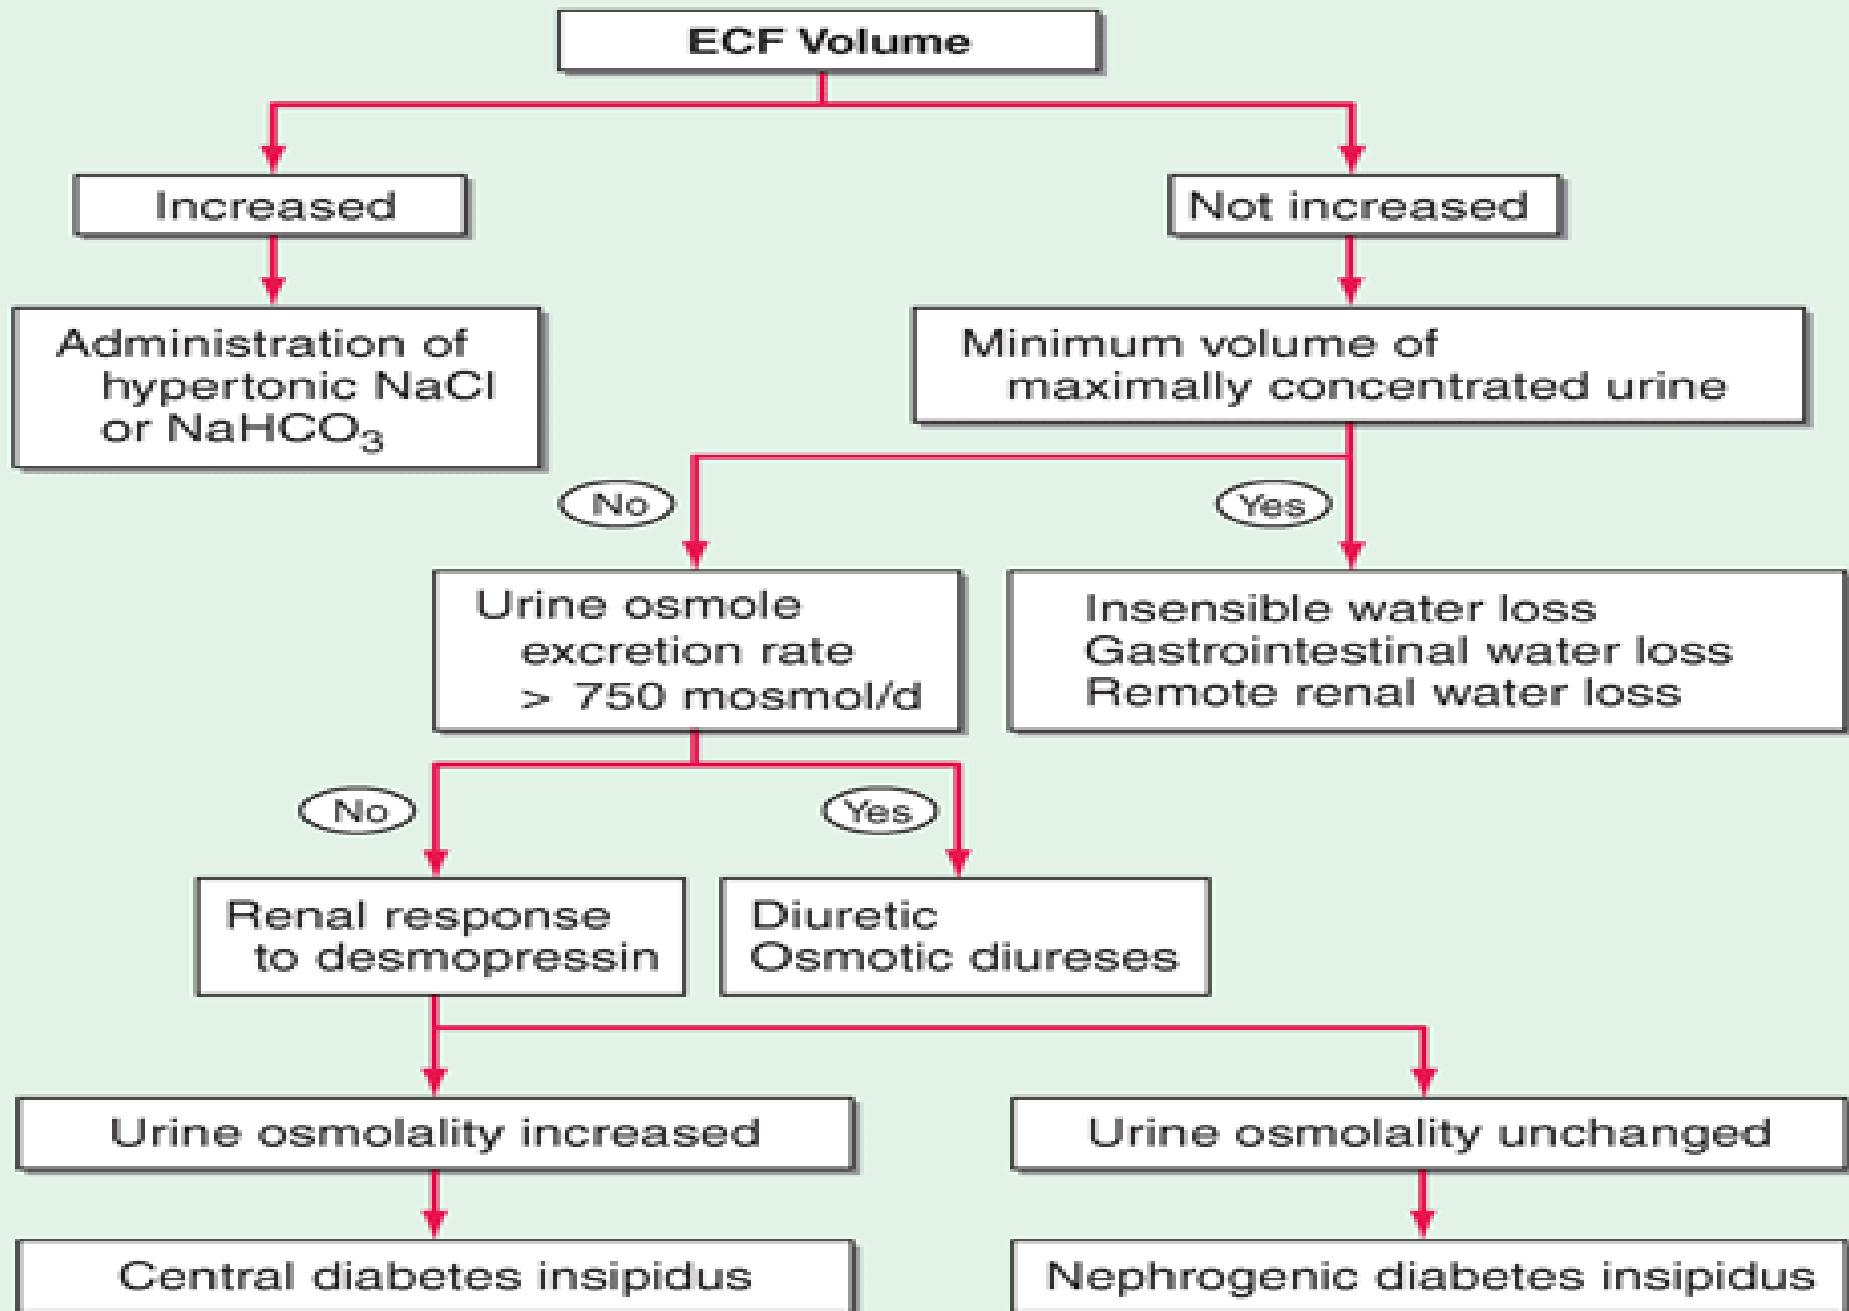 ECF Volume
Increased
Not increased
Administration of
hypertonic NaCl
or NaHCO₃
Minimum volume of
maximally concentrated urine
No
Yes
Urine osmole
excretion rate
> 750 mosmol/d
Insensible water loss
Gastrointestinal water loss
Remote renal water loss
No
Yes
Renal response
to desmopressin
Diuretic
Osmotic diureses
Urine osmolality increased
Urine osmolality unchanged
Central diabetes insipidus
Nephrogenic diabetes insipidus